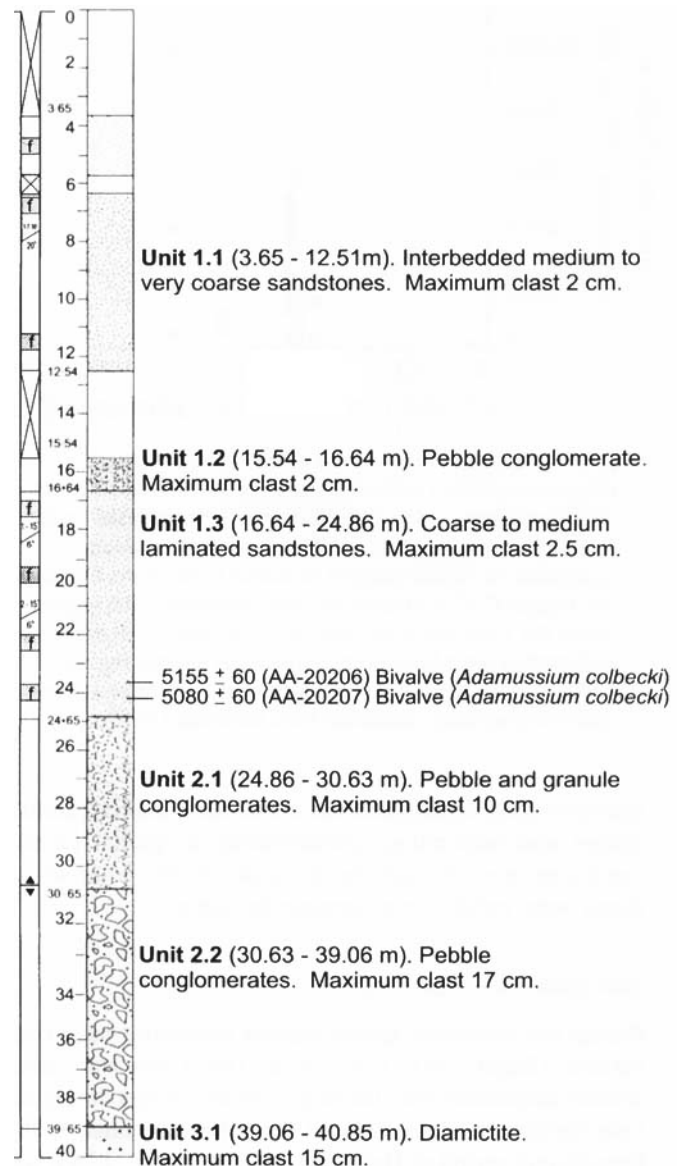 0
2
3 65
4
f
6
f
20°
8
Unit 1.1 (3.65 - 12.51m). Interbedded medium to
very coarse sandstones. Maximum clast 2 cm.
10
f
12
12 54
14
15 54
Unit 1.2 (15.54 - 16.64 m). Pebble conglomerate.
Maximum clast 2 cm.
16
16•64
f
Unit 1.3 (16.64 - 24.86 m). Coarse to medium
laminated sandstones. Maximum clast 2.5 cm.
18
6°
f
20
2 - 15°
6°
22
f
5155 ± 60 (AA-20206) Bivalve (Adamussium colbecki)
f
24
5080 ± 60 (AA-20207) Bivalve (Adamussium colbecki)
24•65
26
Unit 2.1 (24.86 - 30.63 m). Pebble and granule
conglomerates. Maximum clast 10 cm.
28
30
30 65
32
Unit 2.2 (30.63 - 39.06 m). Pebble
conglomerates. Maximum clast 17 cm.
34
36
38
39 65
Unit 3.1 (39.06 - 40.85 m). Diamictite.
Maximum clast 15 cm.
40